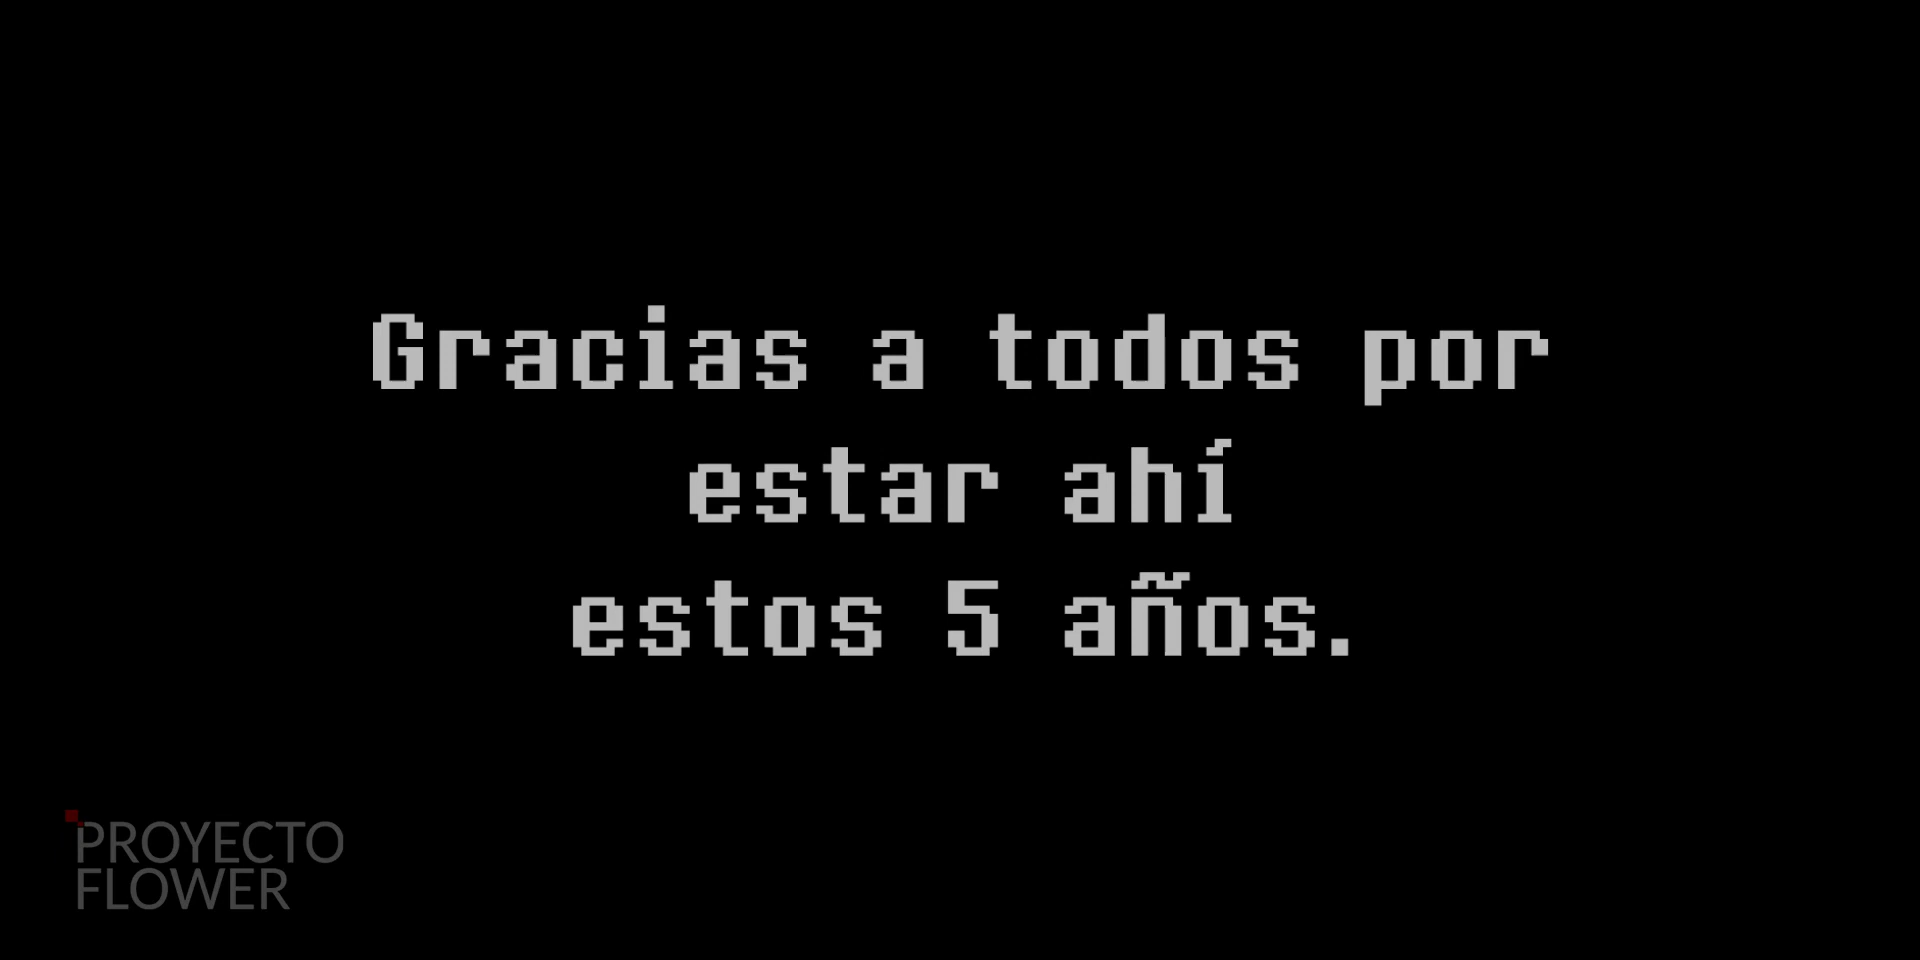 Gracias a todos por
estar ahí
estos 5 años.
PROYECTO
FLOWER